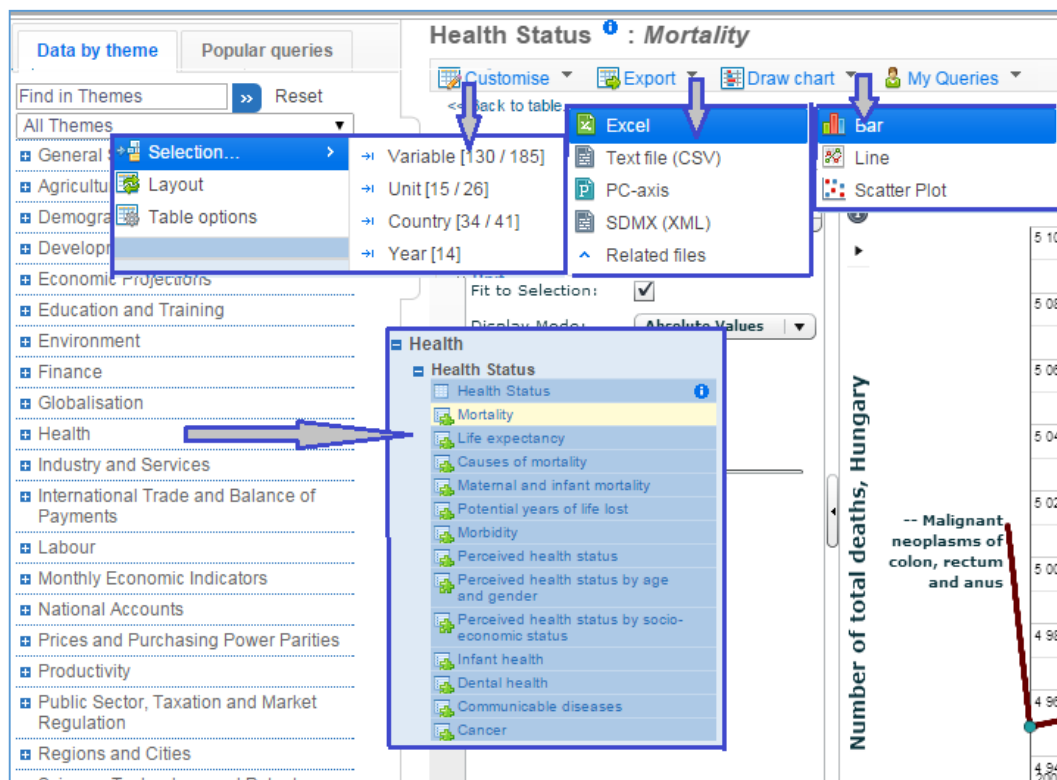 Data by theme
Popular queries
Find in Themes
»
Reset
All Themes
General
Selection...
Layout
Table options
Variable [130 / 185]
Unit [15 / 26]
Country [34 / 41]
Year [14]
Economic Projections
Education and Training
Environment
Finance
Globalisation
Health
Industry and Services
International Trade and Balance of
Payments
Labour
Monthly Economic Indicators
National Accounts
Prices and Purchasing Power Parities
Productivity
Public Sector, Taxation and Market
Regulation
Regions and Cities
Health Status : Mortality
Customise
Export
Draw chart
My Queries
Back to table
Excel
Text file (CSV)
PC-axis
SDMX (XML)
Related files
Bar
Line
Scatter Plot
Fit to Selection:
Display Mode:
Absolute Values
Health
Health Status
Health Status
Mortality
Life expectancy
Causes of mortality
Maternal and infant mortality
Potential years of life lost
Morbidity
Perceived health status
Perceived health status by age
and gender
Perceived health status by socio-
economic status
Infant health
Dental health
Communicable diseases
Cancer
Number of total deaths, Hungary
-- Malignant
neoplasms of
colon, rectum
and anus